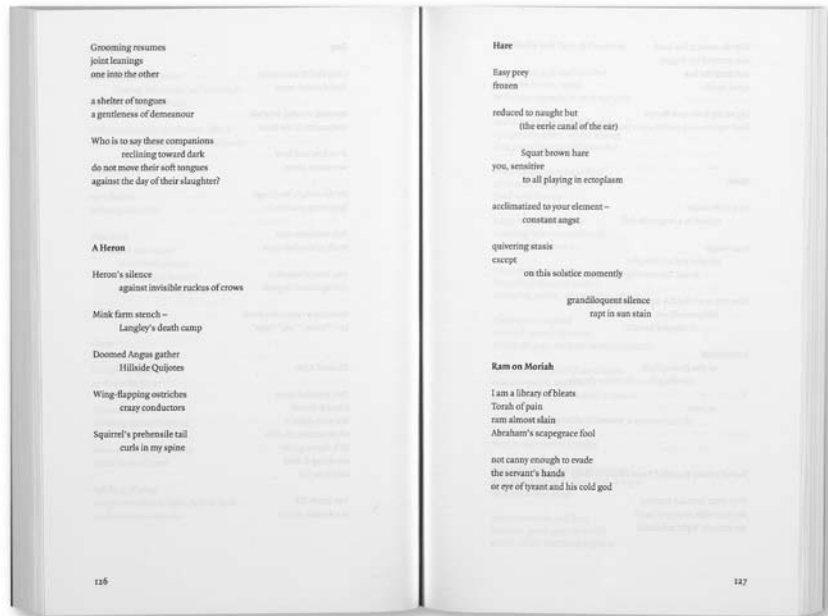 Grooming resumes
joint leanings
one into the other
a shelter of tongues
a gentleness of demeanour
Who is to say these companions
reclining toward dark
do not move their soft tongues
against the day of their slaughter?
A Heron
Heron's silence
against invisible ruckus of crows
Mink farm stench –
Langley's death camp
Doomed Angus gather
Hillside Quijotes
Wing-flapping ostriches
crazy conductors
Squirrel's prehensile tail
curls in my spine
126
Hare
Easy prey
frozen
reduced to naught but
(the eerie canal of the ear)
Squat brown hare
you, sensitive
to all playing in ectoplasm
acclimatized to your element –
constant angst
quivering stasis
except
on this solstice momently
grandiloquent silence
rapt in sun stain
Ram on Moriah
I am a library of bleats
Torah of pain
ram almost slain
Abraham's scapegrace fool
not canny enough to evade
the servant's hands
or eye of tyrant and his cold god
127